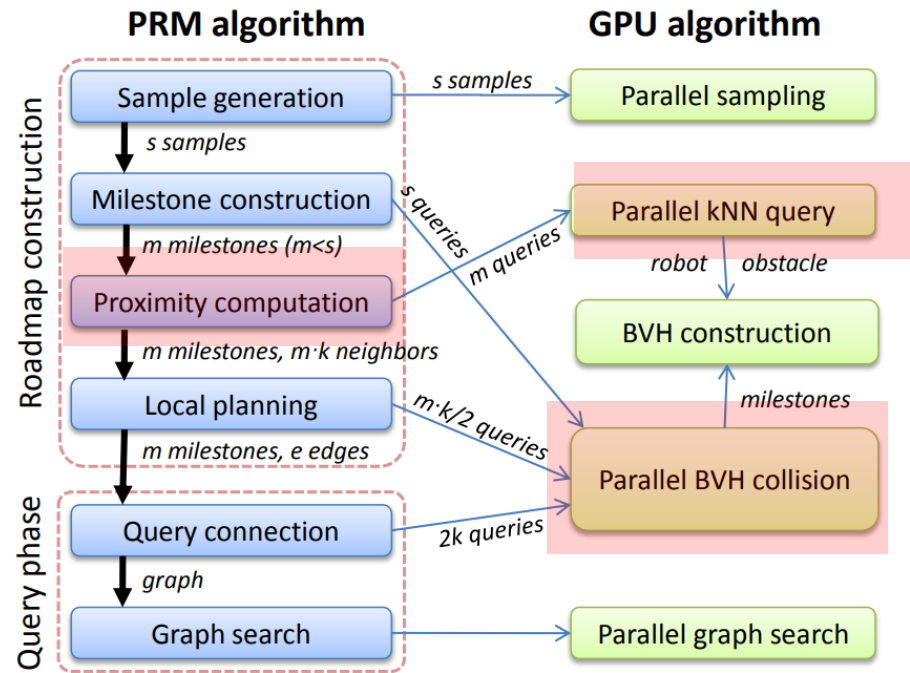 PRM algorithm
GPU algorithm
Roadmap construction
Sample generation
s samples
Parallel sampling
s samples
Milestone construction
s queries
Parallel kNN query
m milestones (m<s)
m queries
robot
obstacle
Proximity computation
BVH construction
m milestones, m·k neighbors
milestones
Local planning
m·k/2 queries
m milestones, e edges
Parallel BVH collision
Query phase
Query connection
2k queries
graph
Graph search
Parallel graph search